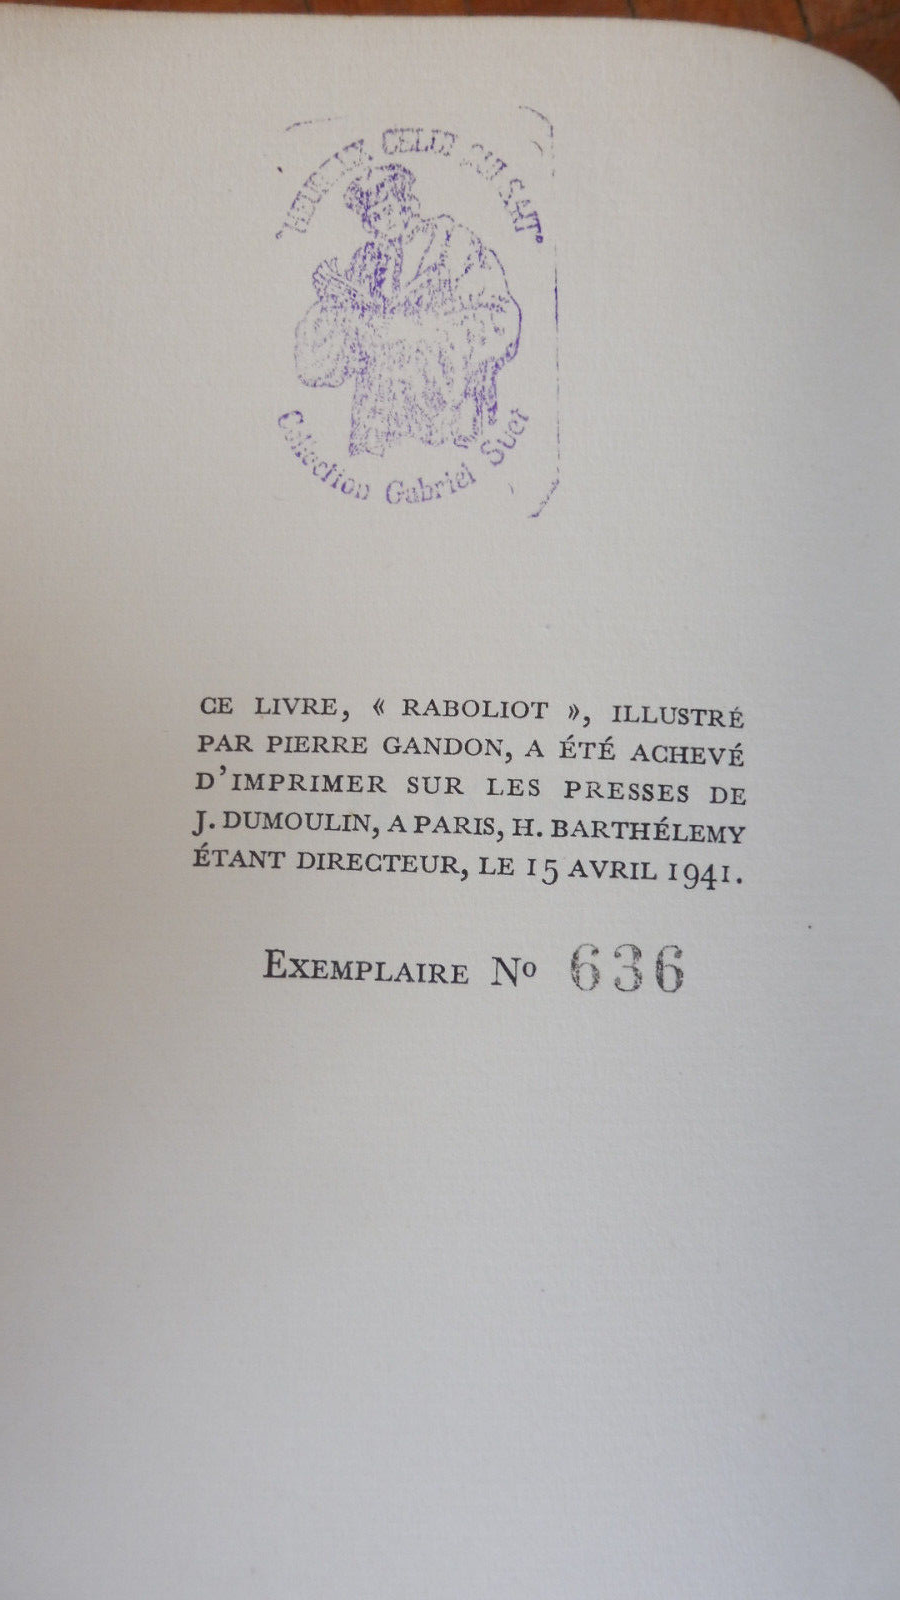 "HEUREUX CELUI QUI SAIT"
Collection Gabriel Suet
CE LIVRE, « RABOLIOT », ILLUSTRÉ
PAR PIERRE GANDON, A ÉTÉ ACHEVÉ
D'IMPRIMER SUR LES PRESSES DE
J. DUMOULIN, A PARIS, H. BARTHÉLEMY
ÉTANT DIRECTEUR, LE 15 AVRIL 1941.
EXEMPLAIRE No 636